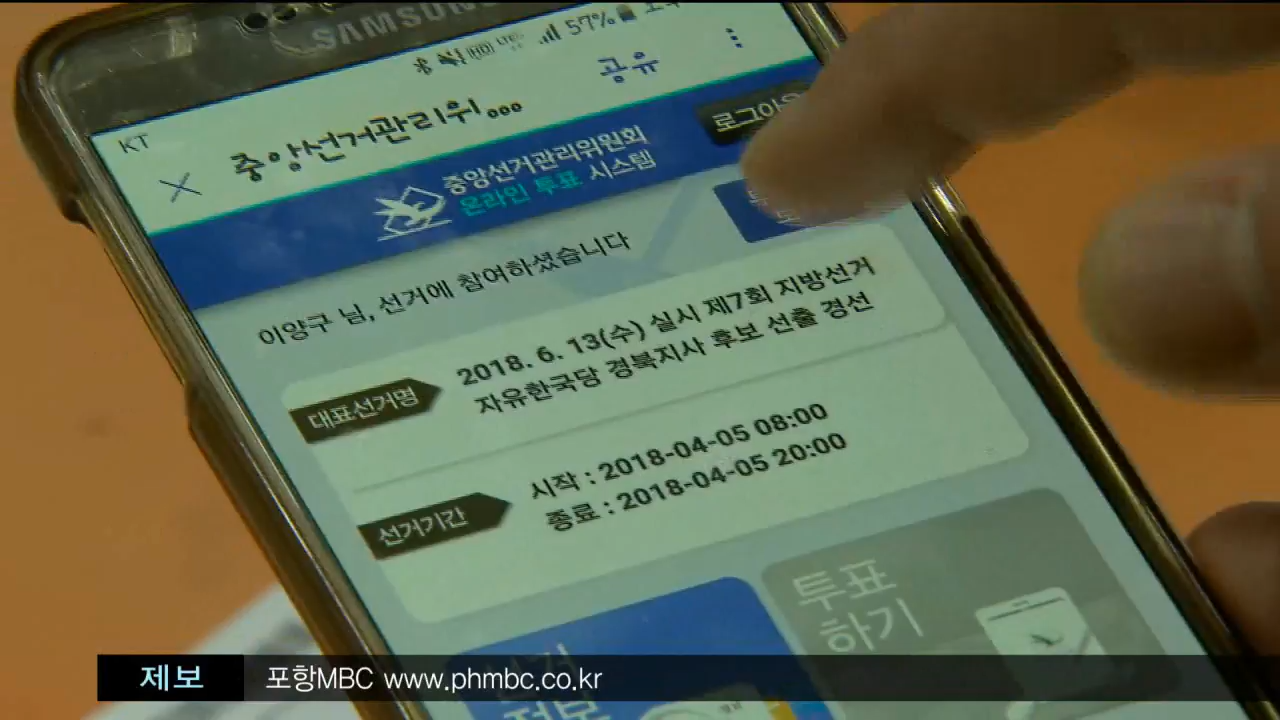 SAMSUNG
KT
57%
중앙선거관리위...
공유
중앙선거관리위원회
온라인 투표 시스템
이양구 님, 선거에 참여하셨습니다
대표선거명
2018. 6. 13(수) 실시 제7회 지방선거
자유한국당 경북지사 후보 선출 경선
선거기간
시작 : 2018-04-05 08:00
종료 : 2018-04-05 20:00
투표
하기
제보 포항MBC www.phmbc.co.kr